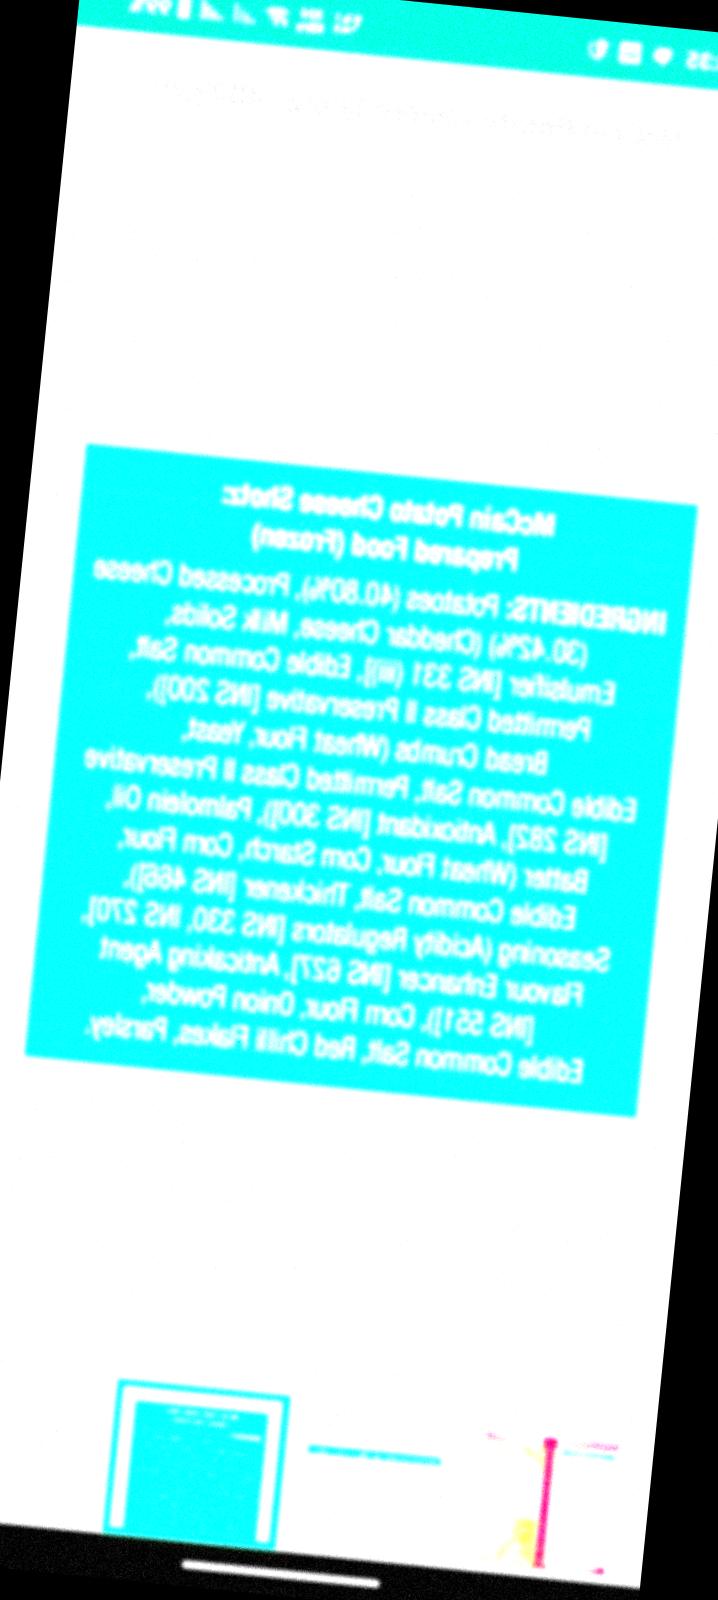 McCain Potato Cheese Shotz:
Prepared Food (Frozen)
INGREDIENTS: Potatoes (40.80%), Processed Cheese
(30.42%) (Cheddar Cheese, Milk Solids,
Emulsifier [INS 331 (iii)], Edible Common Salt,
Permitted Class II Preservative [INS 200]),
Bread Crumbs (Wheat Flour, Yeast,
Edible Common Salt, Permitted Class II Preservative
[INS 282], Antioxidant [INS 300]), Palmolein Oil,
Batter (Wheat Flour, Corn Starch, Corn Flour,
Edible Common Salt, Thickener [INS 466]),
Seasoning (Acidity Regulators [INS 330, INS 270],
Flavour Enhancer [INS 627], Anticaking Agent
[INS 551]), Corn Flour, Onion Powder,
Edible Common Salt, Red Chilli Flakes, Parsley.